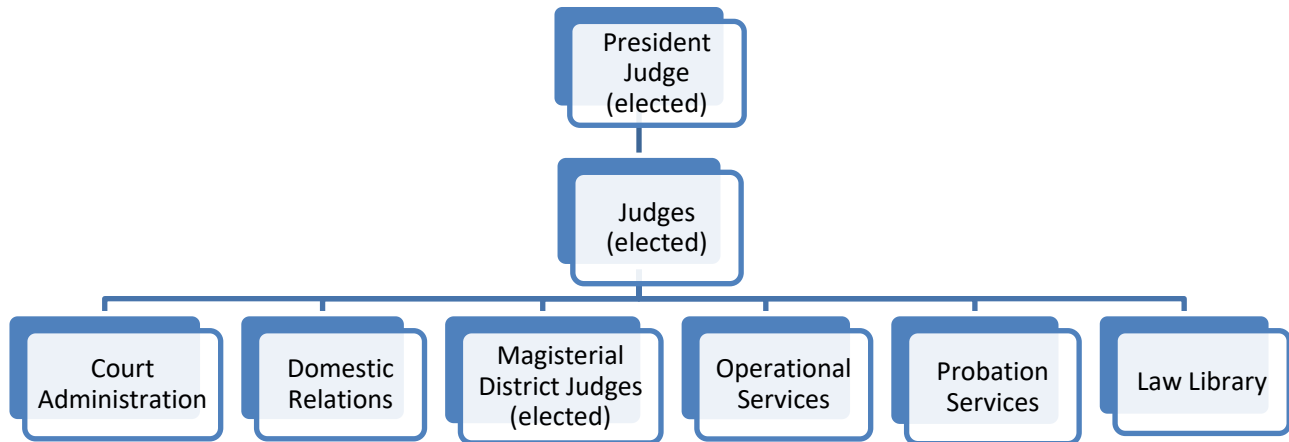 President
Judge
(elected)
Judges
(elected)
Court
Administration
Domestic
Relations
Magisterial
District Judges
(elected)
Operational
Services
Probation
Services
Law Library